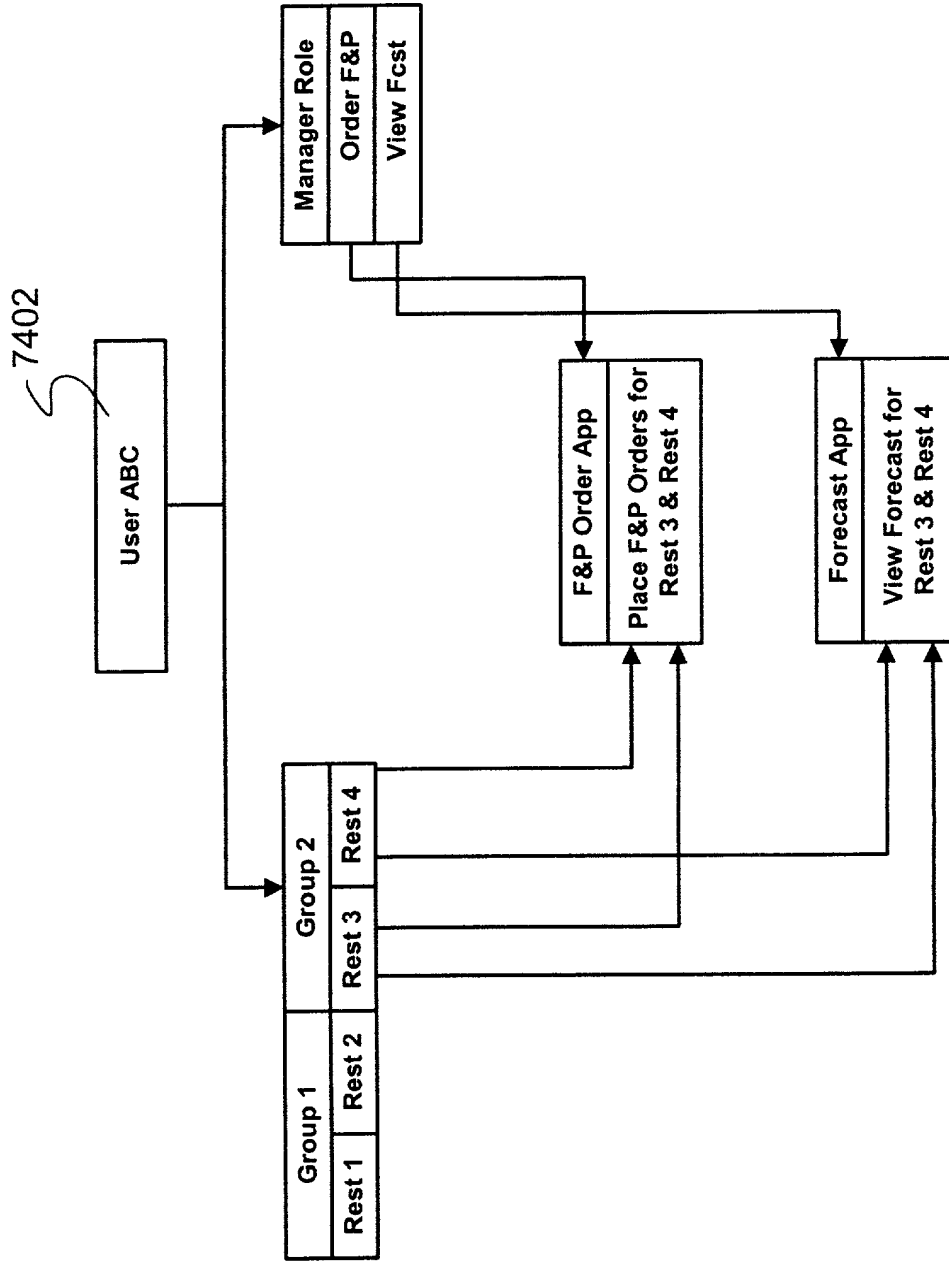 7402
User ABC
Group 1
Group 2
Rest 1
Rest 2
Rest 3
Rest 4
Manager Role
Order F&P
View Fcst
F&P Order App
Place F&P Orders for
Rest 3 & Rest 4
Forecast App
View Forecast for
Rest 3 & Rest 4